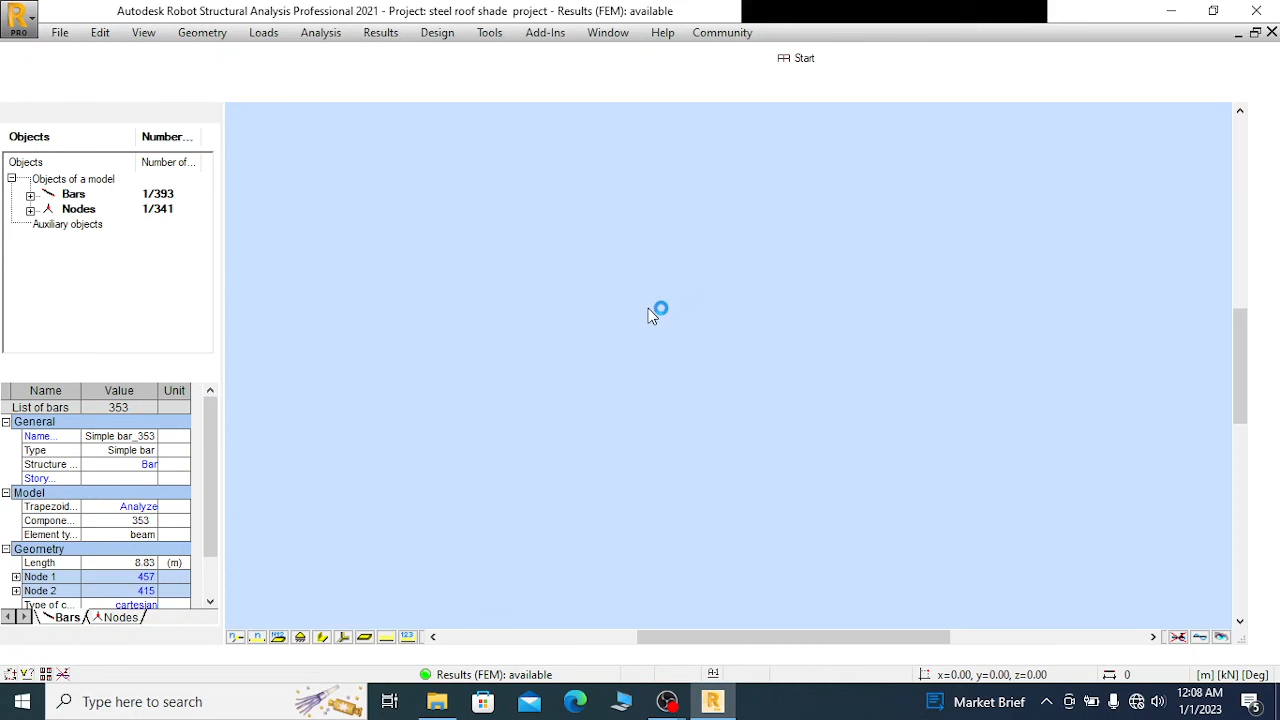 Autodesk Robot Structural Analysis Professional 2021 - Project: steel roof shade project - Results (FEM): available
PRO
File Edit View Geometry Loads Analysis Results Design Tools Add-Ins Window Help Community
Start
Objects Number...
Objects Number of...
Objects of a model
Bars 1/393
Nodes 1/341
Auxiliary objects
Name Value Unit
List of bars 353
General
Name... Simple bar_353
Type Simple bar
Structure ... Bar
Story...
Model
Trapezoid... Analyze
Compone... 353
Element ty... beam
Geometry
Length 8.83 (m)
Node 1 457
Node 2 415
Type of c... cartesian
Bars Nodes
123
Results (FEM): available
x=0.00, y=0.00, z=0.00
0
[m] [kN] [Deg]
Type here to search
Market Brief
12:08 AM
1/1/2023
5